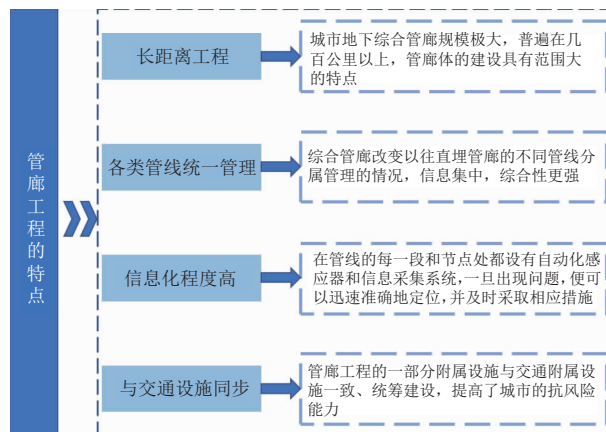 管廊工程的特点
长距离工程
城市地下综合管廊规模极大，普遍在几
百公里以上，管廊体的建设具有范围大
的特点
各类管线统一管理
综合管廊改变以往直埋管廊的不同管线分
属管理的情况，信息集中，综合性更强
信息化程度高
在管线的每一段和节点处都设有自动化感
应器和信息采集系统，一旦出现问题，便可
以迅速准确地定位，并及时采取相应措施
与交通设施同步
管廊工程的一部分附属设施与交通附属设
施一致、统筹建设，提高了城市的抗风险
能力